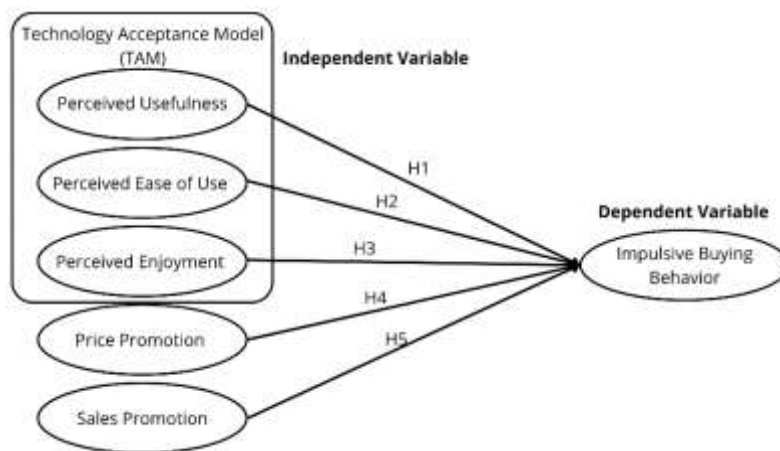 Technology Acceptance Model
(TAM)
Independent Variable
Perceived Usefulness
H1
Perceived Ease of Use
H2
Dependent Variable
Perceived Enjoyment
H3
Impulsive Buying
Behavior
H4
Price Promotion
H5
Sales Promotion